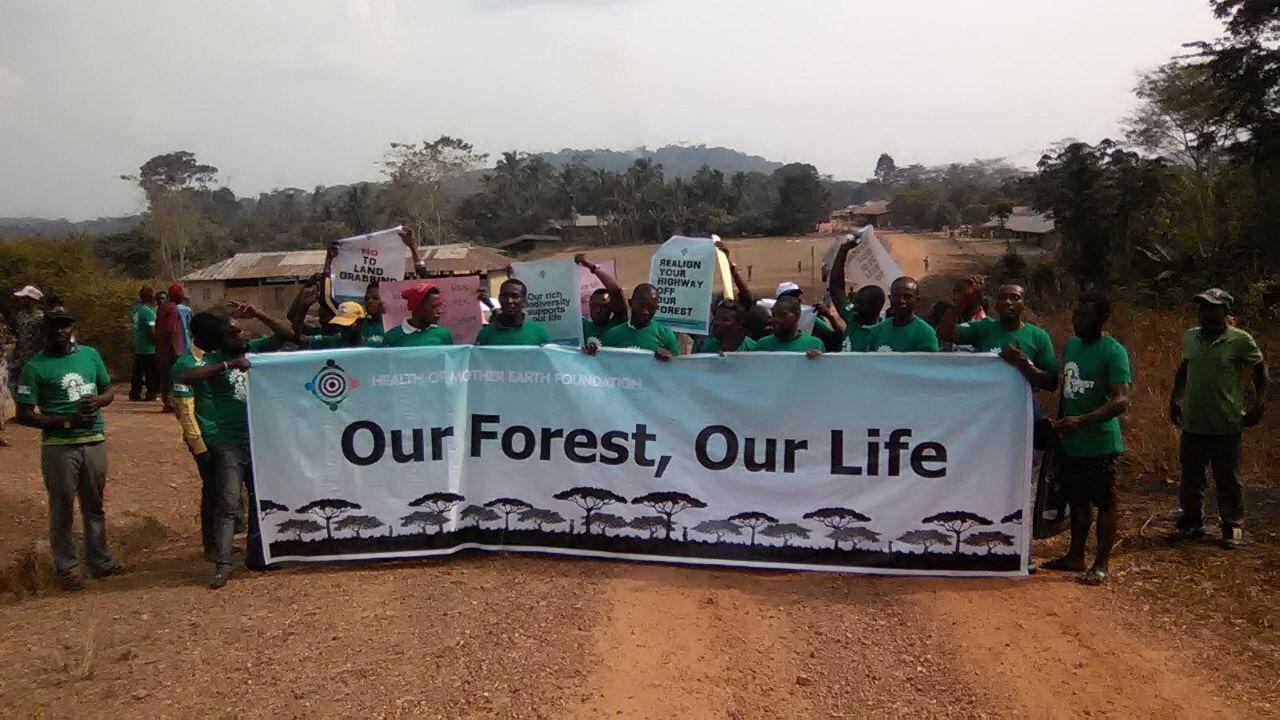 NO
TO
LAND
GRABBING
Our rich
biodiversity
supports
our life
REALIGN
YOUR
HIGHWAY
OFF
OUR
FOREST
HEALTH OF MOTHER EARTH FOUNDATION
Our Forest, Our Life